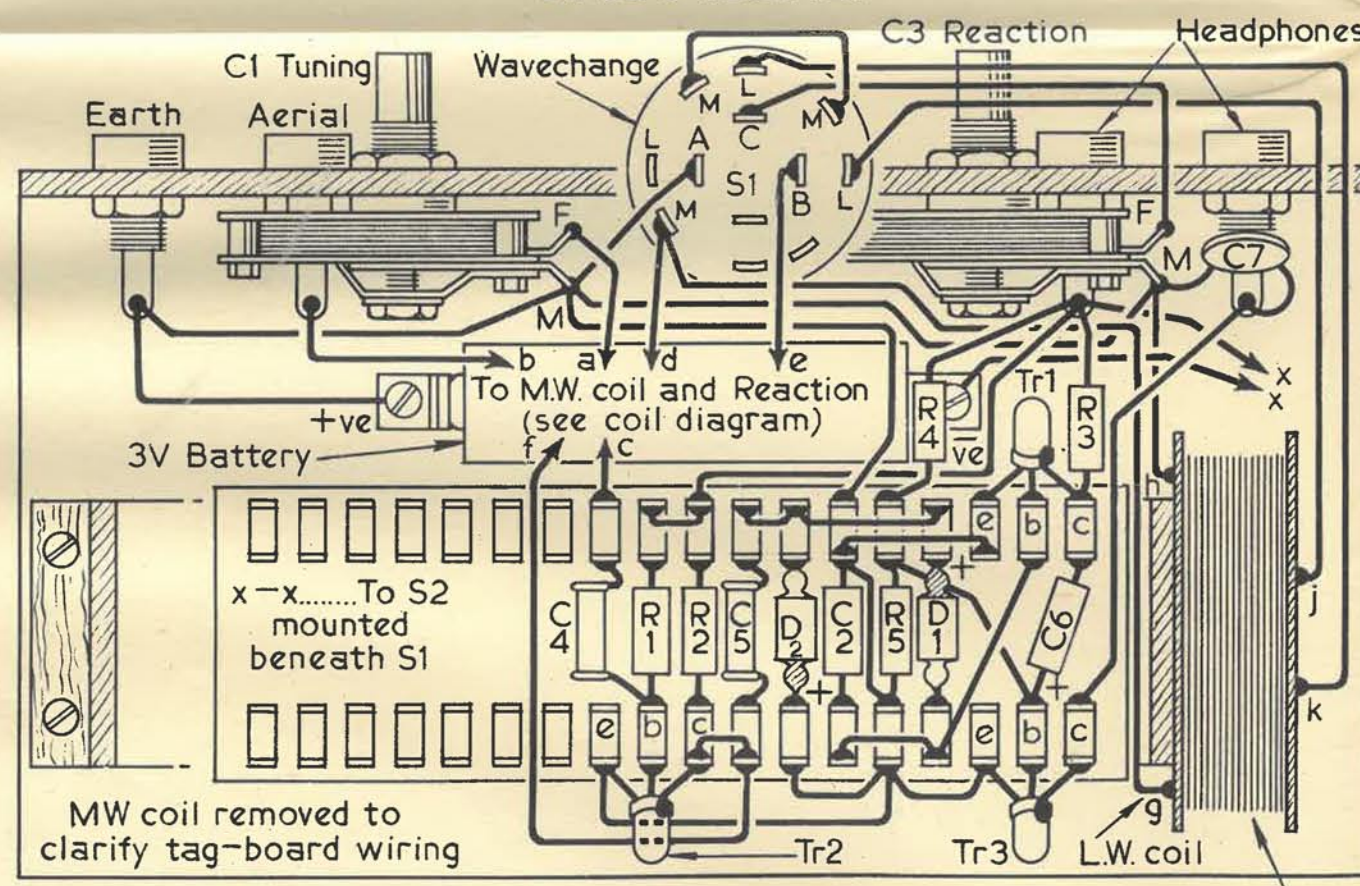 C3 Reaction
Headphones
C1 Tuning
Wavechange
Earth
Aerial
L
M
M
L
A
C
S1
M
B
L
F
F
M
C7
M
b a d e
To M.W. coil and Reaction
(see coil diagram)
f c
+ve
3V Battery
R4
-ve
Tr1
R3
x
x
h
e b c
+
x-x........To S2
mounted
beneath S1
C4
R1
R2
C5
D2
C2
R5
D1
C6
+
+
j
k
e b c
e b c
g
MW coil removed to
clarify tag-board wiring
Tr2
Tr3
L.W. coil